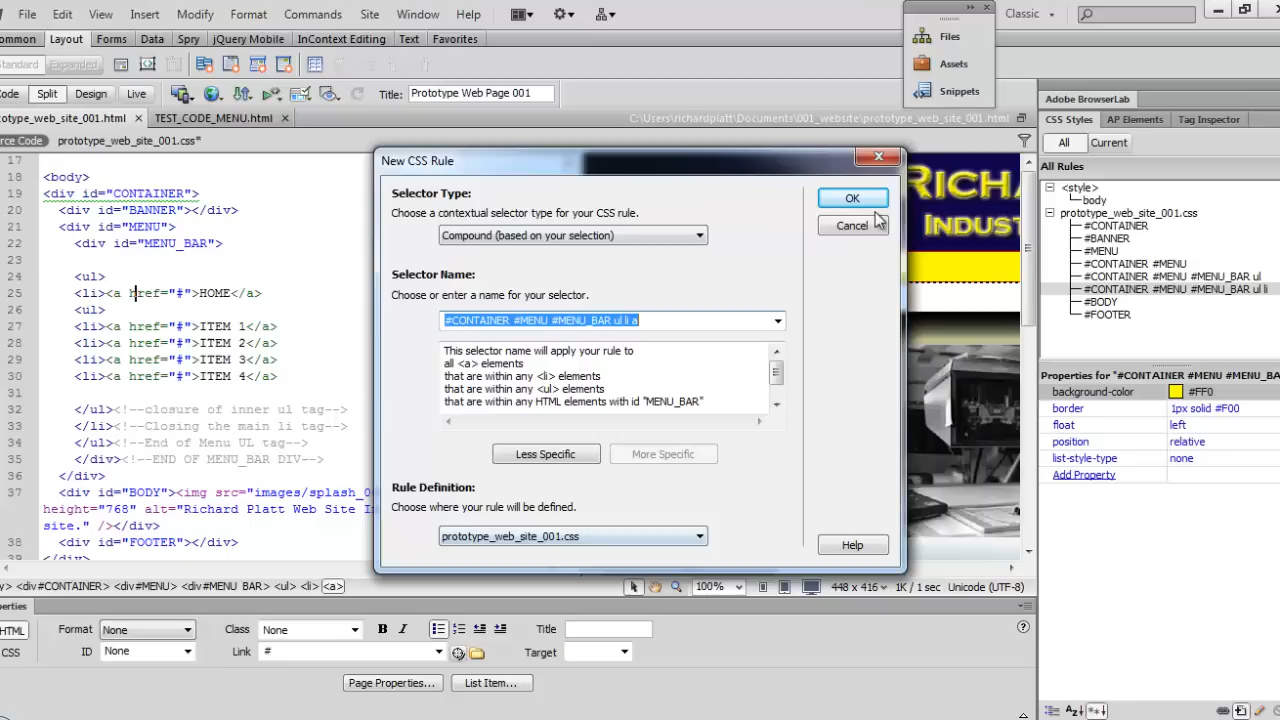 File Edit View Insert Modify Format Commands Site Window Help Classic
Layout Forms Data Spry jQuery Mobile InContext Editing Text Favorites
Standard Expanded
Split Design Live Title: Prototype Web Page 001
.html × TEST_CODE_MENU.html ×
C:\Users\richardplatt\Documents\001_website\prototype_web_site_001.html
Code prototype_web_site_001.css*
Files
Assets
Snippets
17
18 <body>
19 <div id="CONTAINER">
20 <div id="BANNER"></div>
21 <div id="MENU">
22 <div id="MENU_BAR">
23
24 <ul>
25 <li><a href="#">HOME</a>
26 <ul>
27 <li><a href="#">ITEM 1</a>
28 <li><a href="#">ITEM 2</a>
29 <li><a href="#">ITEM 3</a>
30 <li><a href="#">ITEM 4</a>
31
32 </ul><!--closure of inner ul tag-->
33 </li><!--Closing the main li tag-->
34 </ul><!--End of Menu UL tag-->
35 </div><!--END OF MENU_BAR DIV-->
36 </div>
37 <div id="BODY"><img src="images/splash_0
height="768" alt="Richard Platt Web Site I
site." /></div>
38 <div id="FOOTER"></div>
New CSS Rule
Selector Type:
Choose a contextual selector type for your CSS rule.
Compound (based on your selection)
Selector Name:
Choose or enter a name for your selector.
#CONTAINER #MENU #MENU_BAR ul li a
This selector name will apply your rule to
all <a> elements
that are within any <li> elements
that are within any <ul> elements
that are within any HTML elements with id "MENU_BAR"
Less Specific More Specific
Rule Definition:
Choose where your rule will be defined.
prototype_web_site_001.css
OK
Cancel
Help
RICH
INDUST
Adobe BrowserLab
CSS Styles AP Elements Tag Inspector
All Current
All Rules
<style>
body
prototype_web_site_001.css
#CONTAINER
#BANNER
#MENU
#CONTAINER #MENU
#CONTAINER #MENU #MENU_BAR ul
#CONTAINER #MENU #MENU_BAR ul li
#BODY
#FOOTER
Properties for "#CONTAINER #MENU #MENU_BA
background-color #FF0
border 1px solid #F00
float left
position relative
list-style-type none
Add Property
<div#CONTAINER> <div#MENU> <div#MENU BAR> <ul> <li> <a>
100% 448 x 416 1K / 1 sec Unicode (UTF-8)
HTML Format None Class None B I Title
CSS ID None Link # Target
Page Properties... List Item...